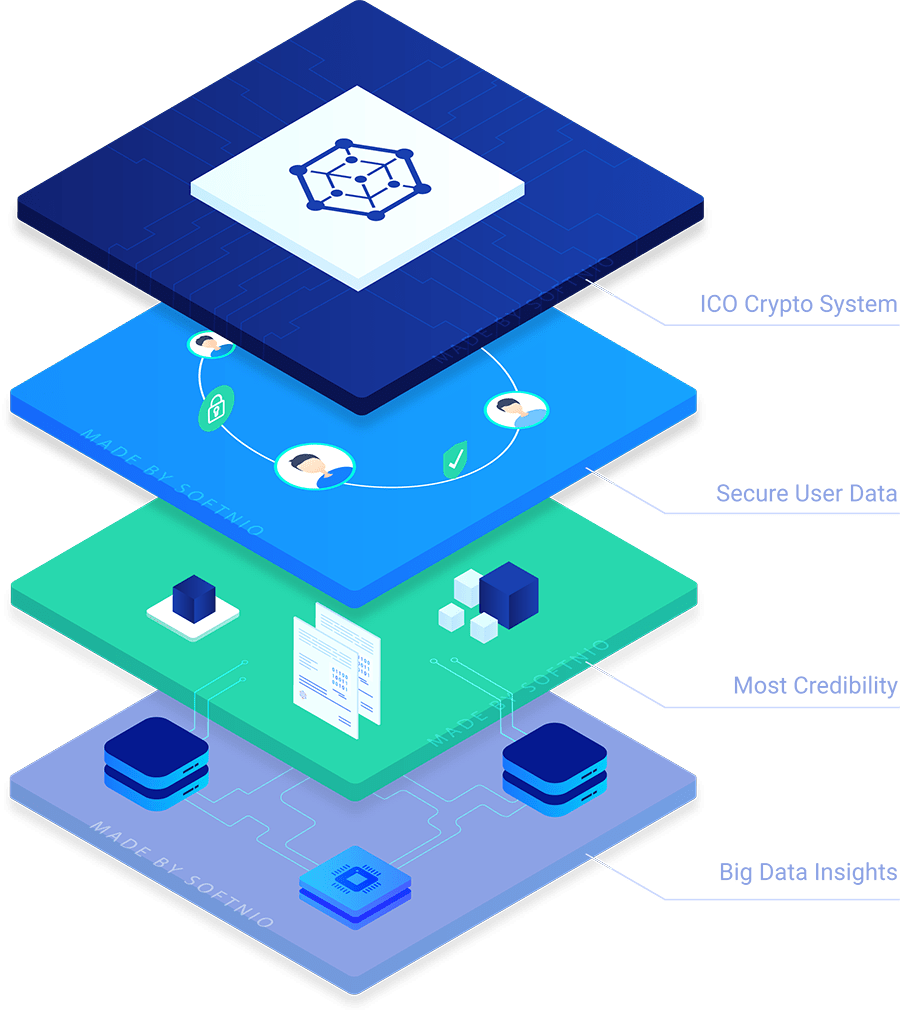 MADE BY SOFTNIO
ICO Crypto System
MADE BY SOFTNIO
Secure User Data
MADE BY SOFTNIO
Most Credibility
MADE BY SOFTNIO
Big Data Insights